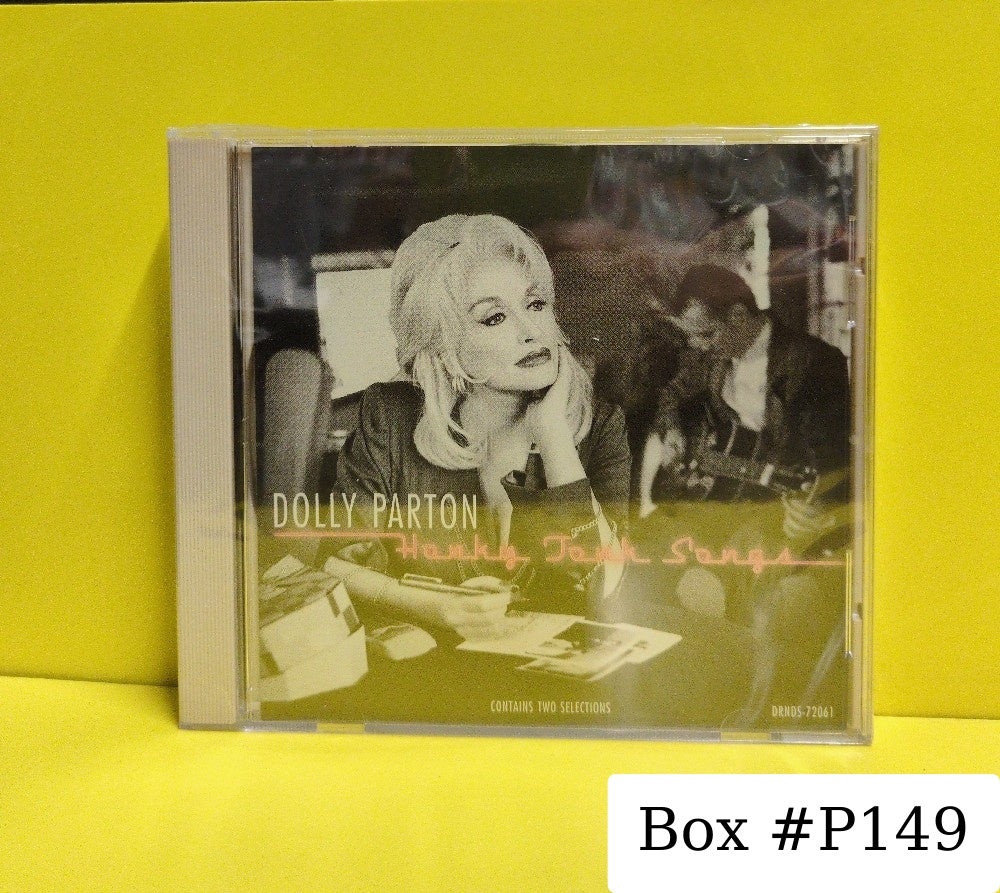 DOLLY PARTON
Honky Tonk Songs
CONTAINS TWO SELECTIONS
DRNDS-72061
Box #P149